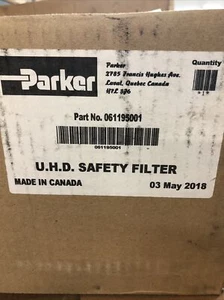 Parker
Parker
2785 Francis Hughes Ave.
Laval, Quebec Canada
H7L 3J6
Quantity
Part No. 061195001
061195001
U.H.D. SAFETY FILTER
MADE IN CANADA
03 May 2018